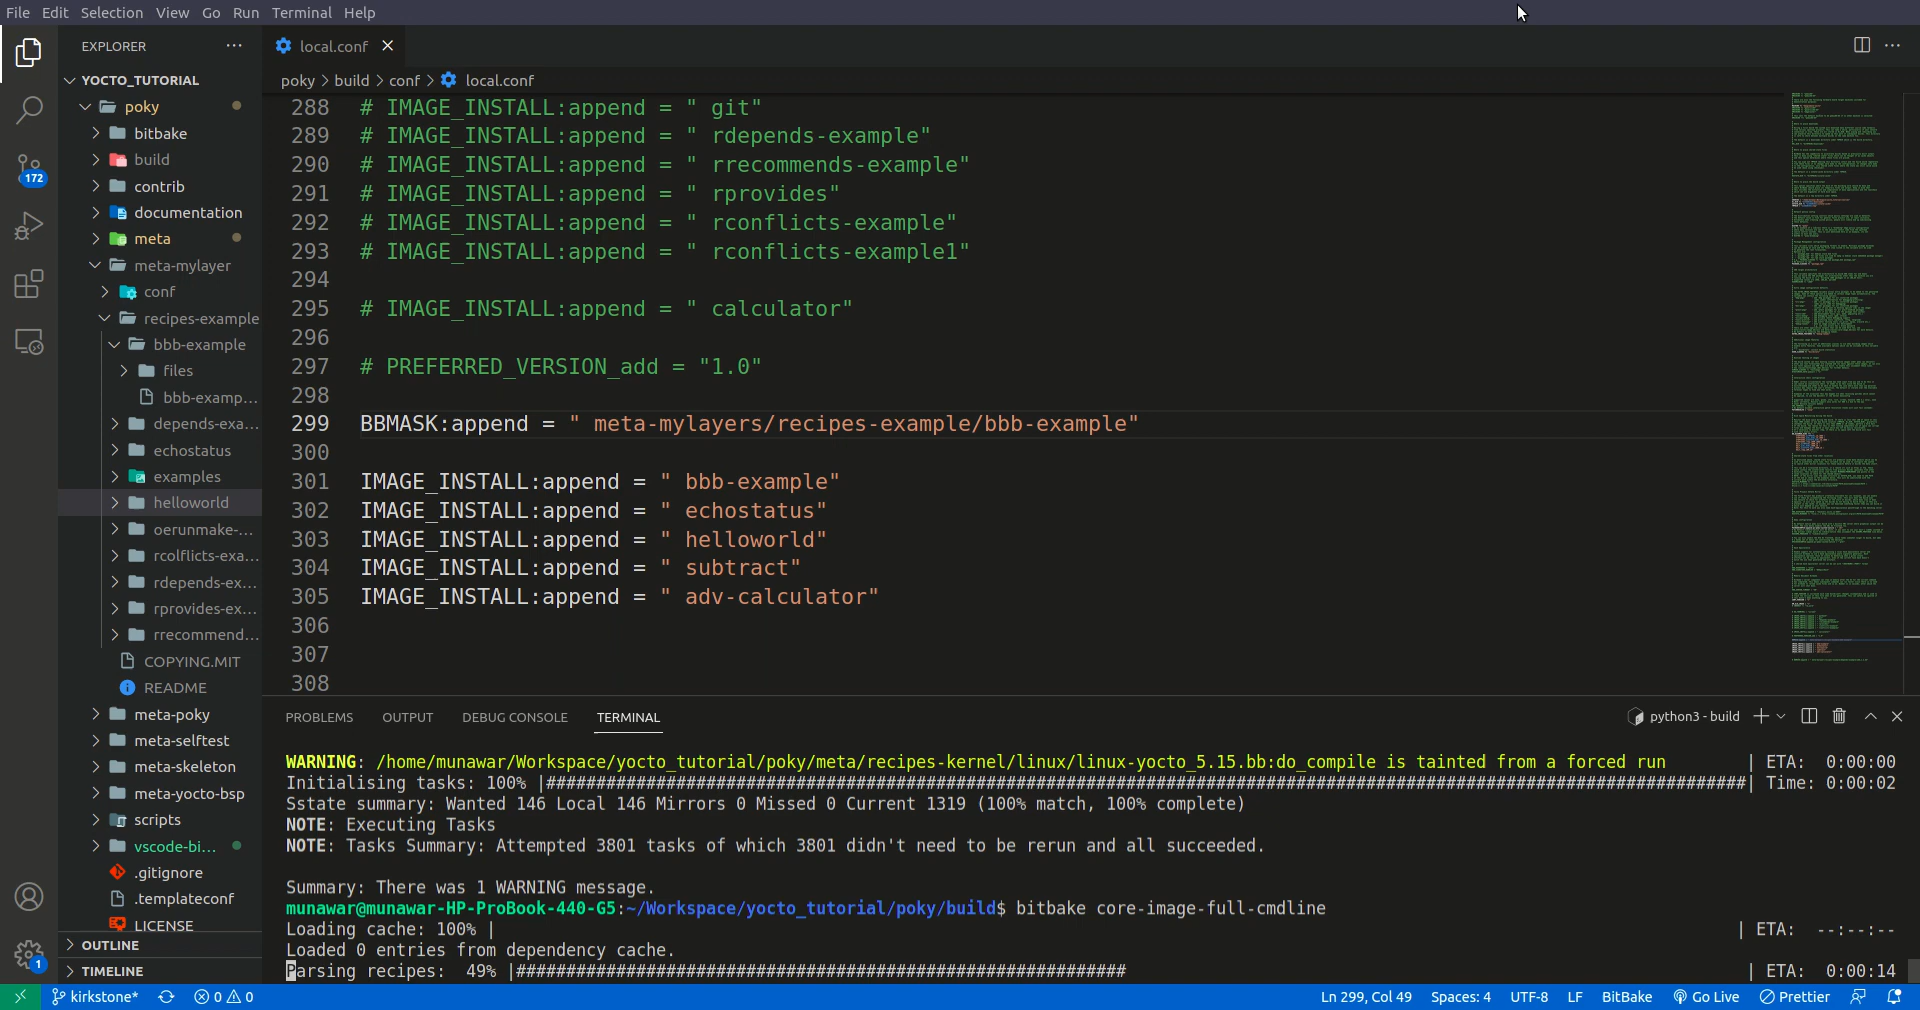 File Edit Selection View Go Run Terminal Help
EXPLORER
YOCTO_TUTORIAL
poky
bitbake
build
contrib
documentation
meta
meta-mylayer
conf
recipes-example
bbb-example
files
bbb-examp...
depends-exa...
echostatus
examples
helloworld
oerunmake-...
rcolflicts-exa...
rdepends-ex...
rprovides-ex...
rrecommend...
COPYING.MIT
README
meta-poky
meta-selftest
meta-skeleton
meta-yocto-bsp
scripts
vscode-bi...
.gitignore
.templateconf
LICENSE
OUTLINE
TIMELINE
172
1
local.conf
poky > build > conf > local.conf
288 # IMAGE_INSTALL:append = " git"
289 # IMAGE_INSTALL:append = " rdepends-example"
290 # IMAGE_INSTALL:append = " rrecommends-example"
291 # IMAGE_INSTALL:append = " rprovides"
292 # IMAGE_INSTALL:append = " rconflicts-example"
293 # IMAGE_INSTALL:append = " rconflicts-example1"
294
295 # IMAGE_INSTALL:append = " calculator"
296
297 # PREFERRED_VERSION_add = "1.0"
298
299 BBMASK:append = " meta-mylayers/recipes-example/bbb-example"
300
301 IMAGE_INSTALL:append = " bbb-example"
302 IMAGE_INSTALL:append = " echostatus"
303 IMAGE_INSTALL:append = " helloworld"
304 IMAGE_INSTALL:append = " subtract"
305 IMAGE_INSTALL:append = " adv-calculator"
306
307
308
PROBLEMS OUTPUT DEBUG CONSOLE TERMINAL python3 - build
WARNING: /home/munawar/Workspace/yocto_tutorial/poky/meta/recipes-kernel/linux/linux-yocto_5.15.bb:do_compile is tainted from a forced run | ETA: 0:00:00
Initialising tasks: 100% |########################################################################################################################| Time: 0:00:02
Sstate summary: Wanted 146 Local 146 Mirrors 0 Missed 0 Current 1319 (100% match, 100% complete)
NOTE: Executing Tasks
NOTE: Tasks Summary: Attempted 3801 tasks of which 3801 didn't need to be rerun and all succeeded.
Summary: There was 1 WARNING message.
munawar@munawar-HP-ProBook-440-G5:~/Workspace/yocto_tutorial/poky/build$ bitbake core-image-full-cmdline
Loading cache: 100% | | ETA: --:--:--
Loaded 0 entries from dependency cache.
Parsing recipes: 49% |############################################################# | ETA: 0:00:14
kirkstone* 0 0 Ln 299, Col 49 Spaces: 4 UTF-8 LF BitBake Go Live Prettier